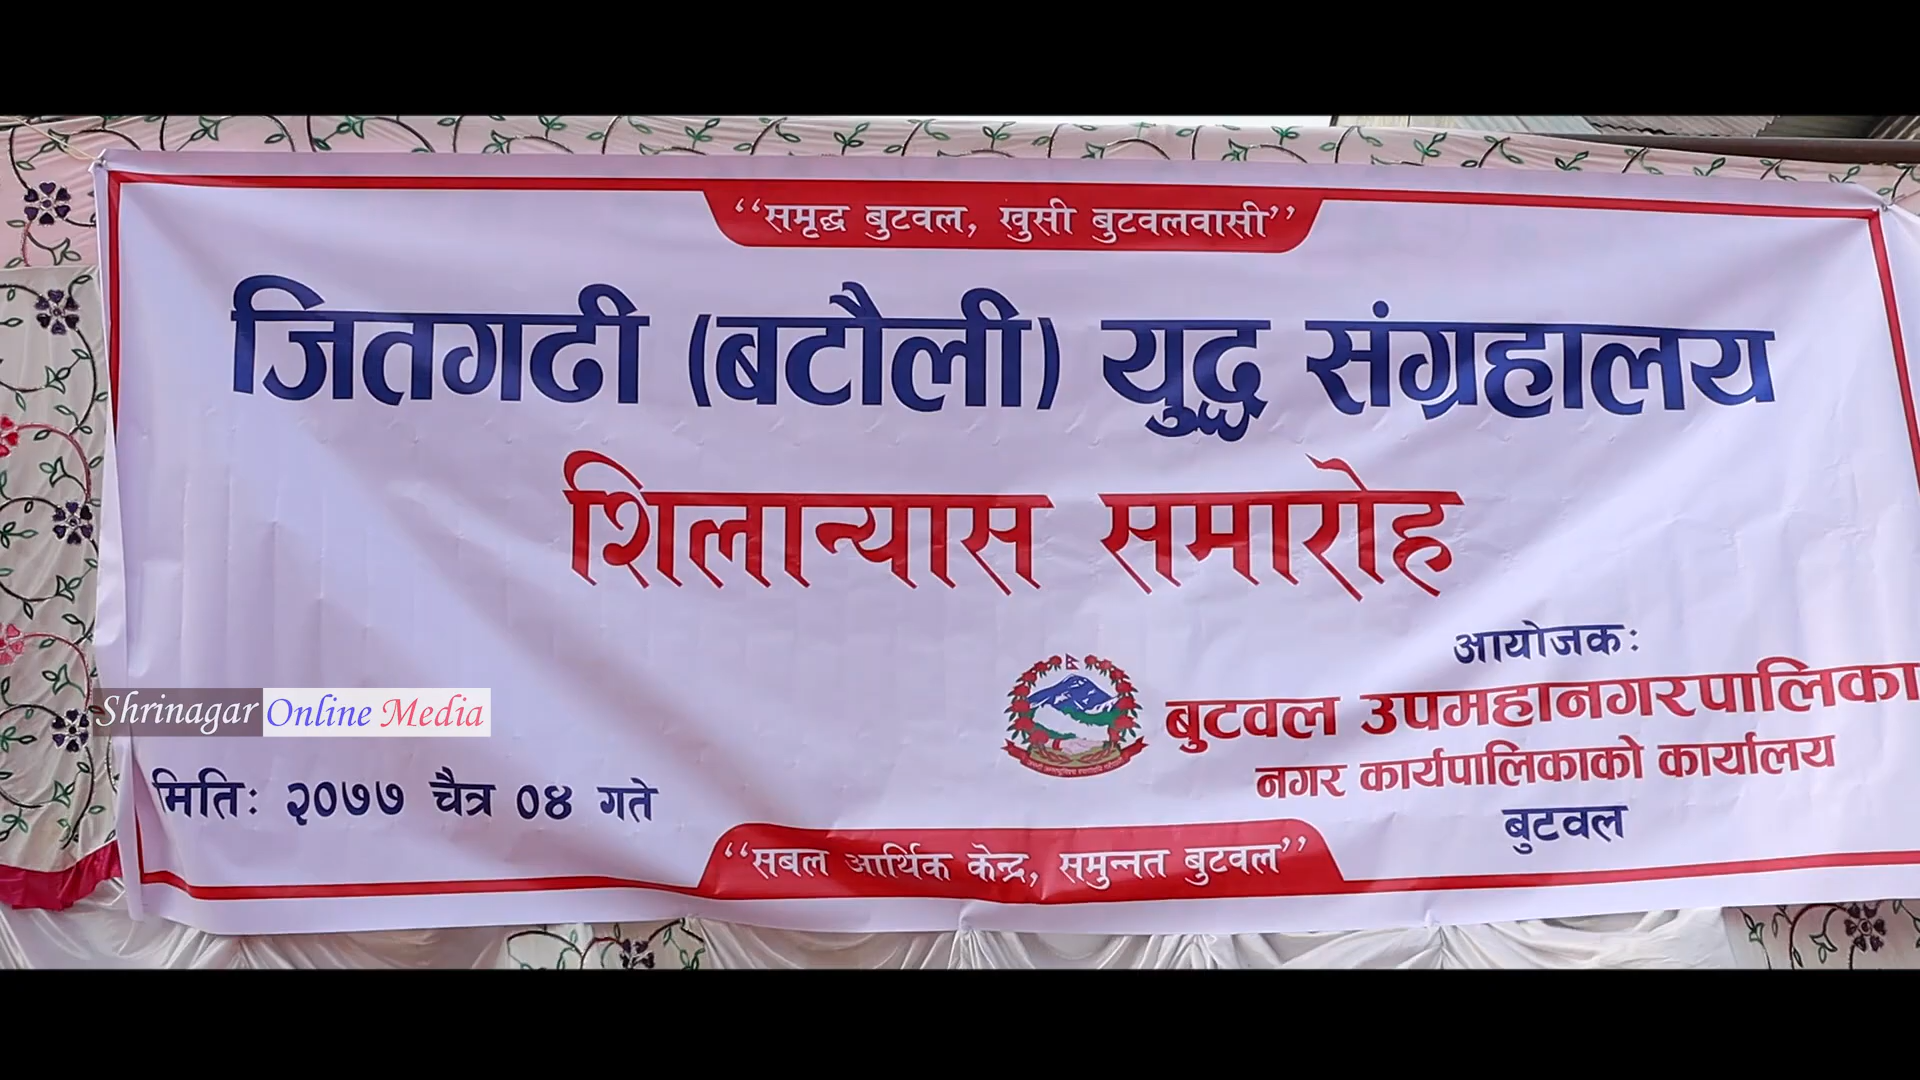 “समृद्ध बुटवल, खुसी बुटवलवासी”
जितगढी (बटौली) युद्ध संग्रहालय
शिलान्यास समारोह
आयोजकः
बुटवल उपमहानगरपालिका
नगर कार्यपालिकाको कार्यालय
बुटवल
Shrinagar Online Media
मितिः २०७७ चैत्र ०४ गते
“सबल आर्थिक केन्द्र, समुन्नत बुटवल”